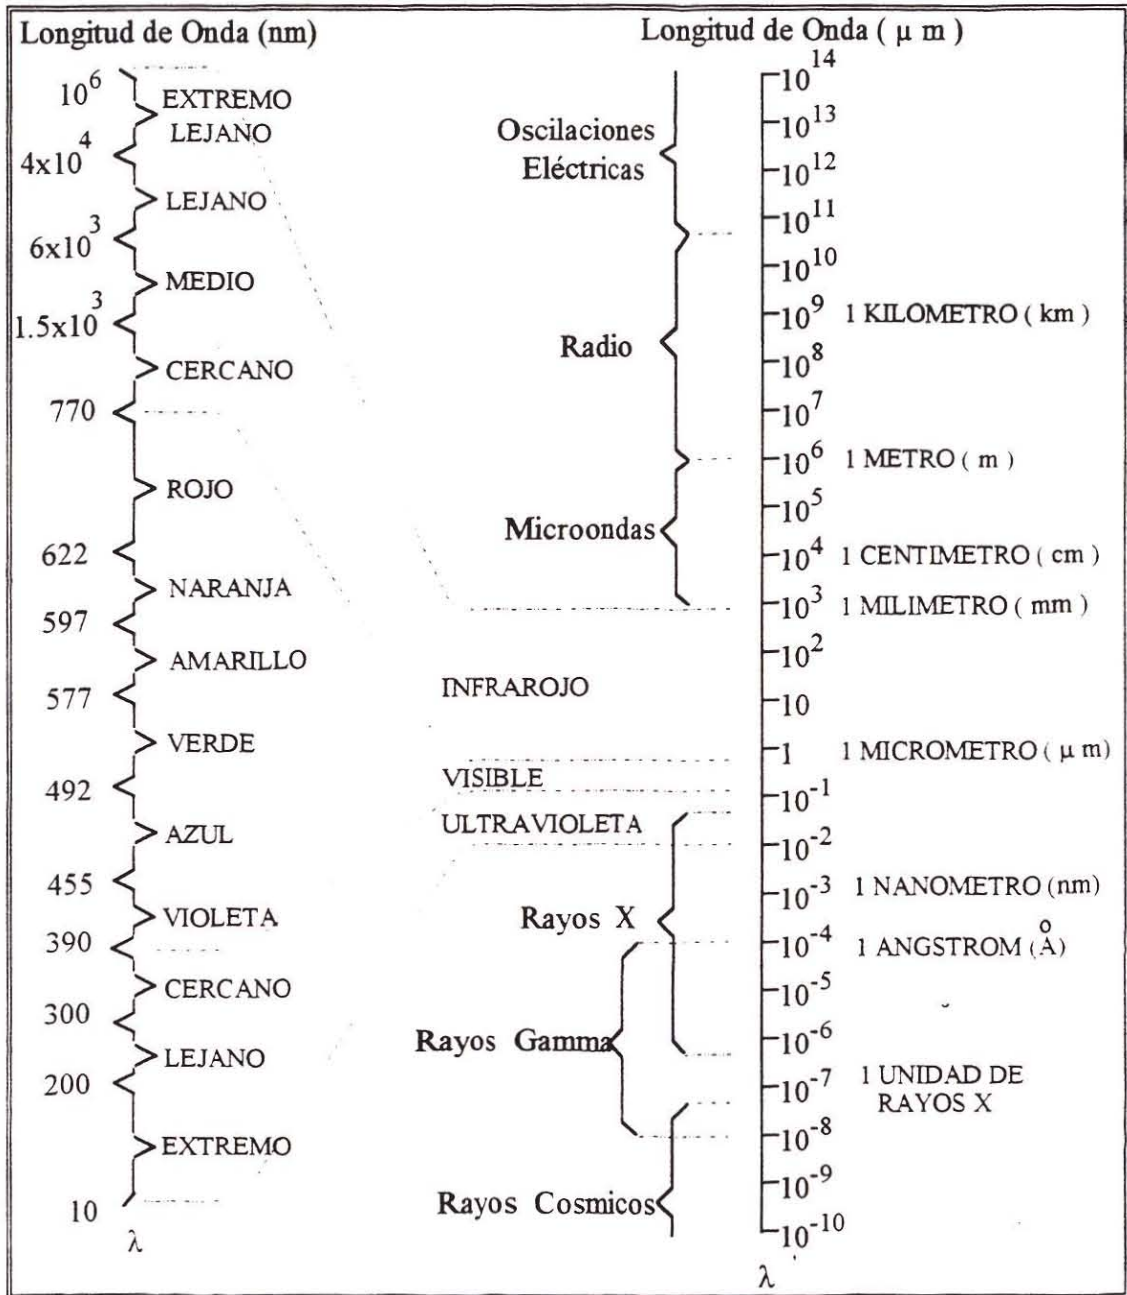 Longitud de Onda (nm)
10^6
EXTREMO
LEJANO
4x10^4
LEJANO
6x10^3
MEDIO
1.5x10^3
CERCANO
770
ROJO
622
NARANJA
597
AMARILLO
577
VERDE
492
AZUL
455
VIOLETA
390
CERCANO
300
LEJANO
200
EXTREMO
10
λ
Longitud de Onda ( μ m )
Oscilaciones
Eléctricas
Radio
Microondas
INFRAROJO
VISIBLE
ULTRAVIOLETA
Rayos X
Rayos Gamma
Rayos Cosmicos
10^14
10^13
10^12
10^11
10^10
10^9 1 KILOMETRO ( km )
10^8
10^7
10^6 1 METRO ( m )
10^5
10^4 1 CENTIMETRO ( cm )
10^3 1 MILIMETRO ( mm )
10^2
10
1 1 MICROMETRO ( μ m)
10^-1
10^-2
10^-3 1 NANOMETRO (nm)
10^-4 1 ANGSTROM (Å)
10^-5
10^-6
10^-7 1 UNIDAD DE
RAYOS X
10^-8
10^-9
10^-10
λ